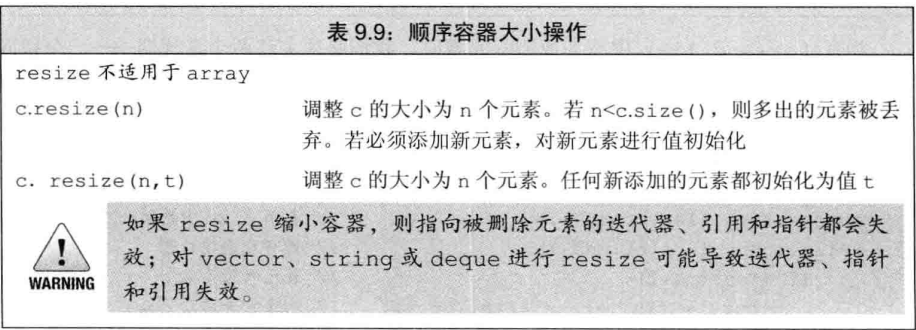 表 9.9：顺序容器大小操作
resize 不适用于 array
c.resize(n) 调整 c 的大小为 n 个元素。若 n<c.size()，则多出的元素被丢
弃。若必须添加新元素，对新元素进行值初始化
c. resize(n,t) 调整 c 的大小为 n 个元素。任何新添加的元素都初始化为值 t
如果 resize 缩小容器，则指向被删除元素的迭代器、引用和指针都会失
效；对 vector、string 或 deque 进行 resize 可能导致迭代器、指针
和引用失效。
WARNING